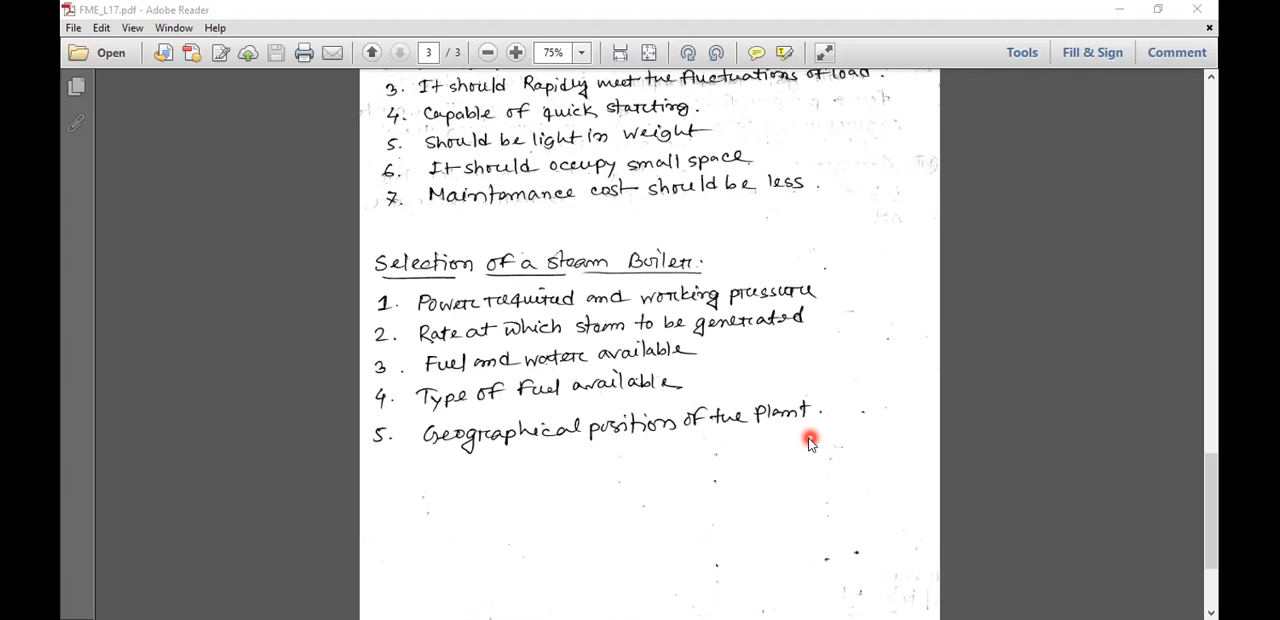 FME_L17.pdf - Adobe Reader
File Edit View Window Help
Open 3 / 3 75% Tools Fill & Sign Comment
3. It should Rapidly meet the fluctuations of load.
4. Capable of quick starting.
5. Should be light in weight
6. It should occupy small space
7. Maintanance cost should be less.
Selection of a steam Boiler.
1. Power required and working pressure
2. Rate at which steam to be generated
3. Fuel and water available
4. Type of fuel available
5. Geographical position of the plant.